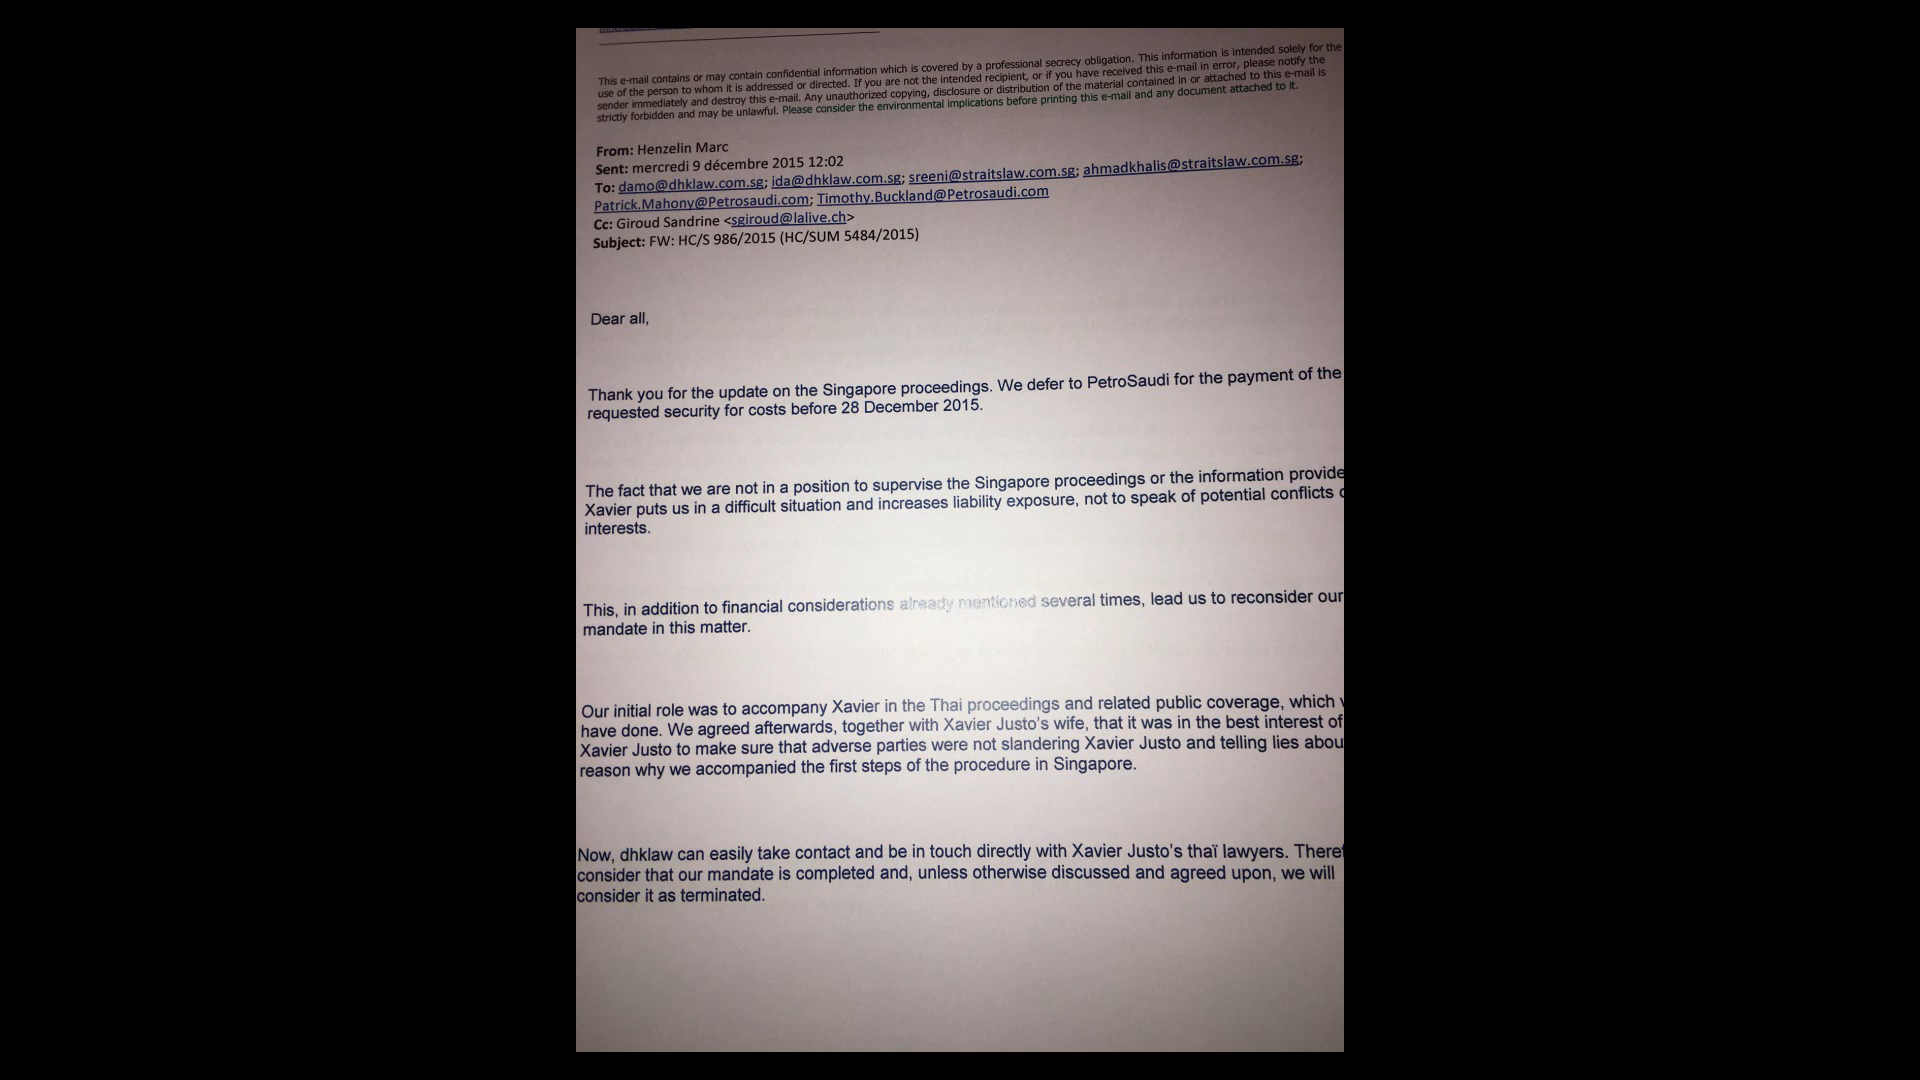 This e-mail contains or may contain confidential information which is covered by a professional secrecy obligation. This information is intended solely for the
use of the person to whom it is addressed or directed. If you are not the intended recipient, or if you have received this e-mail in error, please notify the
sender immediately and destroy this e-mail. Any unauthorized copying, disclosure or distribution of the material contained in or attached to this e-mail is
strictly forbidden and may be unlawful. Please consider the environmental implications before printing this e-mail and any document attached to it.
From: Henzelin Marc
Sent: mercredi 9 décembre 2015 12:02
To: damo@dhklaw.com.sg; ida@dhklaw.com.sg; sreeni@straitslaw.com.sg; ahmadkhalis@straitslaw.com.sg;
Patrick.Mahony@Petrosaudi.com; Timothy.Buckland@Petrosaudi.com
Cc: Giroud Sandrine <sgiroud@lalive.ch>
Subject: FW: HC/S 986/2015 (HC/SUM 5484/2015)
Dear all,
Thank you for the update on the Singapore proceedings. We defer to PetroSaudi for the payment of the
requested security for costs before 28 December 2015.
The fact that we are not in a position to supervise the Singapore proceedings or the information provide
Xavier puts us in a difficult situation and increases liability exposure, not to speak of potential conflicts
interests.
This, in addition to financial considerations already mentioned several times, lead us to reconsider our
mandate in this matter.
Our initial role was to accompany Xavier in the Thai proceedings and related public coverage, which
have done. We agreed afterwards, together with Xavier Justo's wife, that it was in the best interest of
Xavier Justo to make sure that adverse parties were not slandering Xavier Justo and telling lies abou
reason why we accompanied the first steps of the procedure in Singapore.
Now, dhklaw can easily take contact and be in touch directly with Xavier Justo's thaï lawyers. Theref
consider that our mandate is completed and, unless otherwise discussed and agreed upon, we will
consider it as terminated.